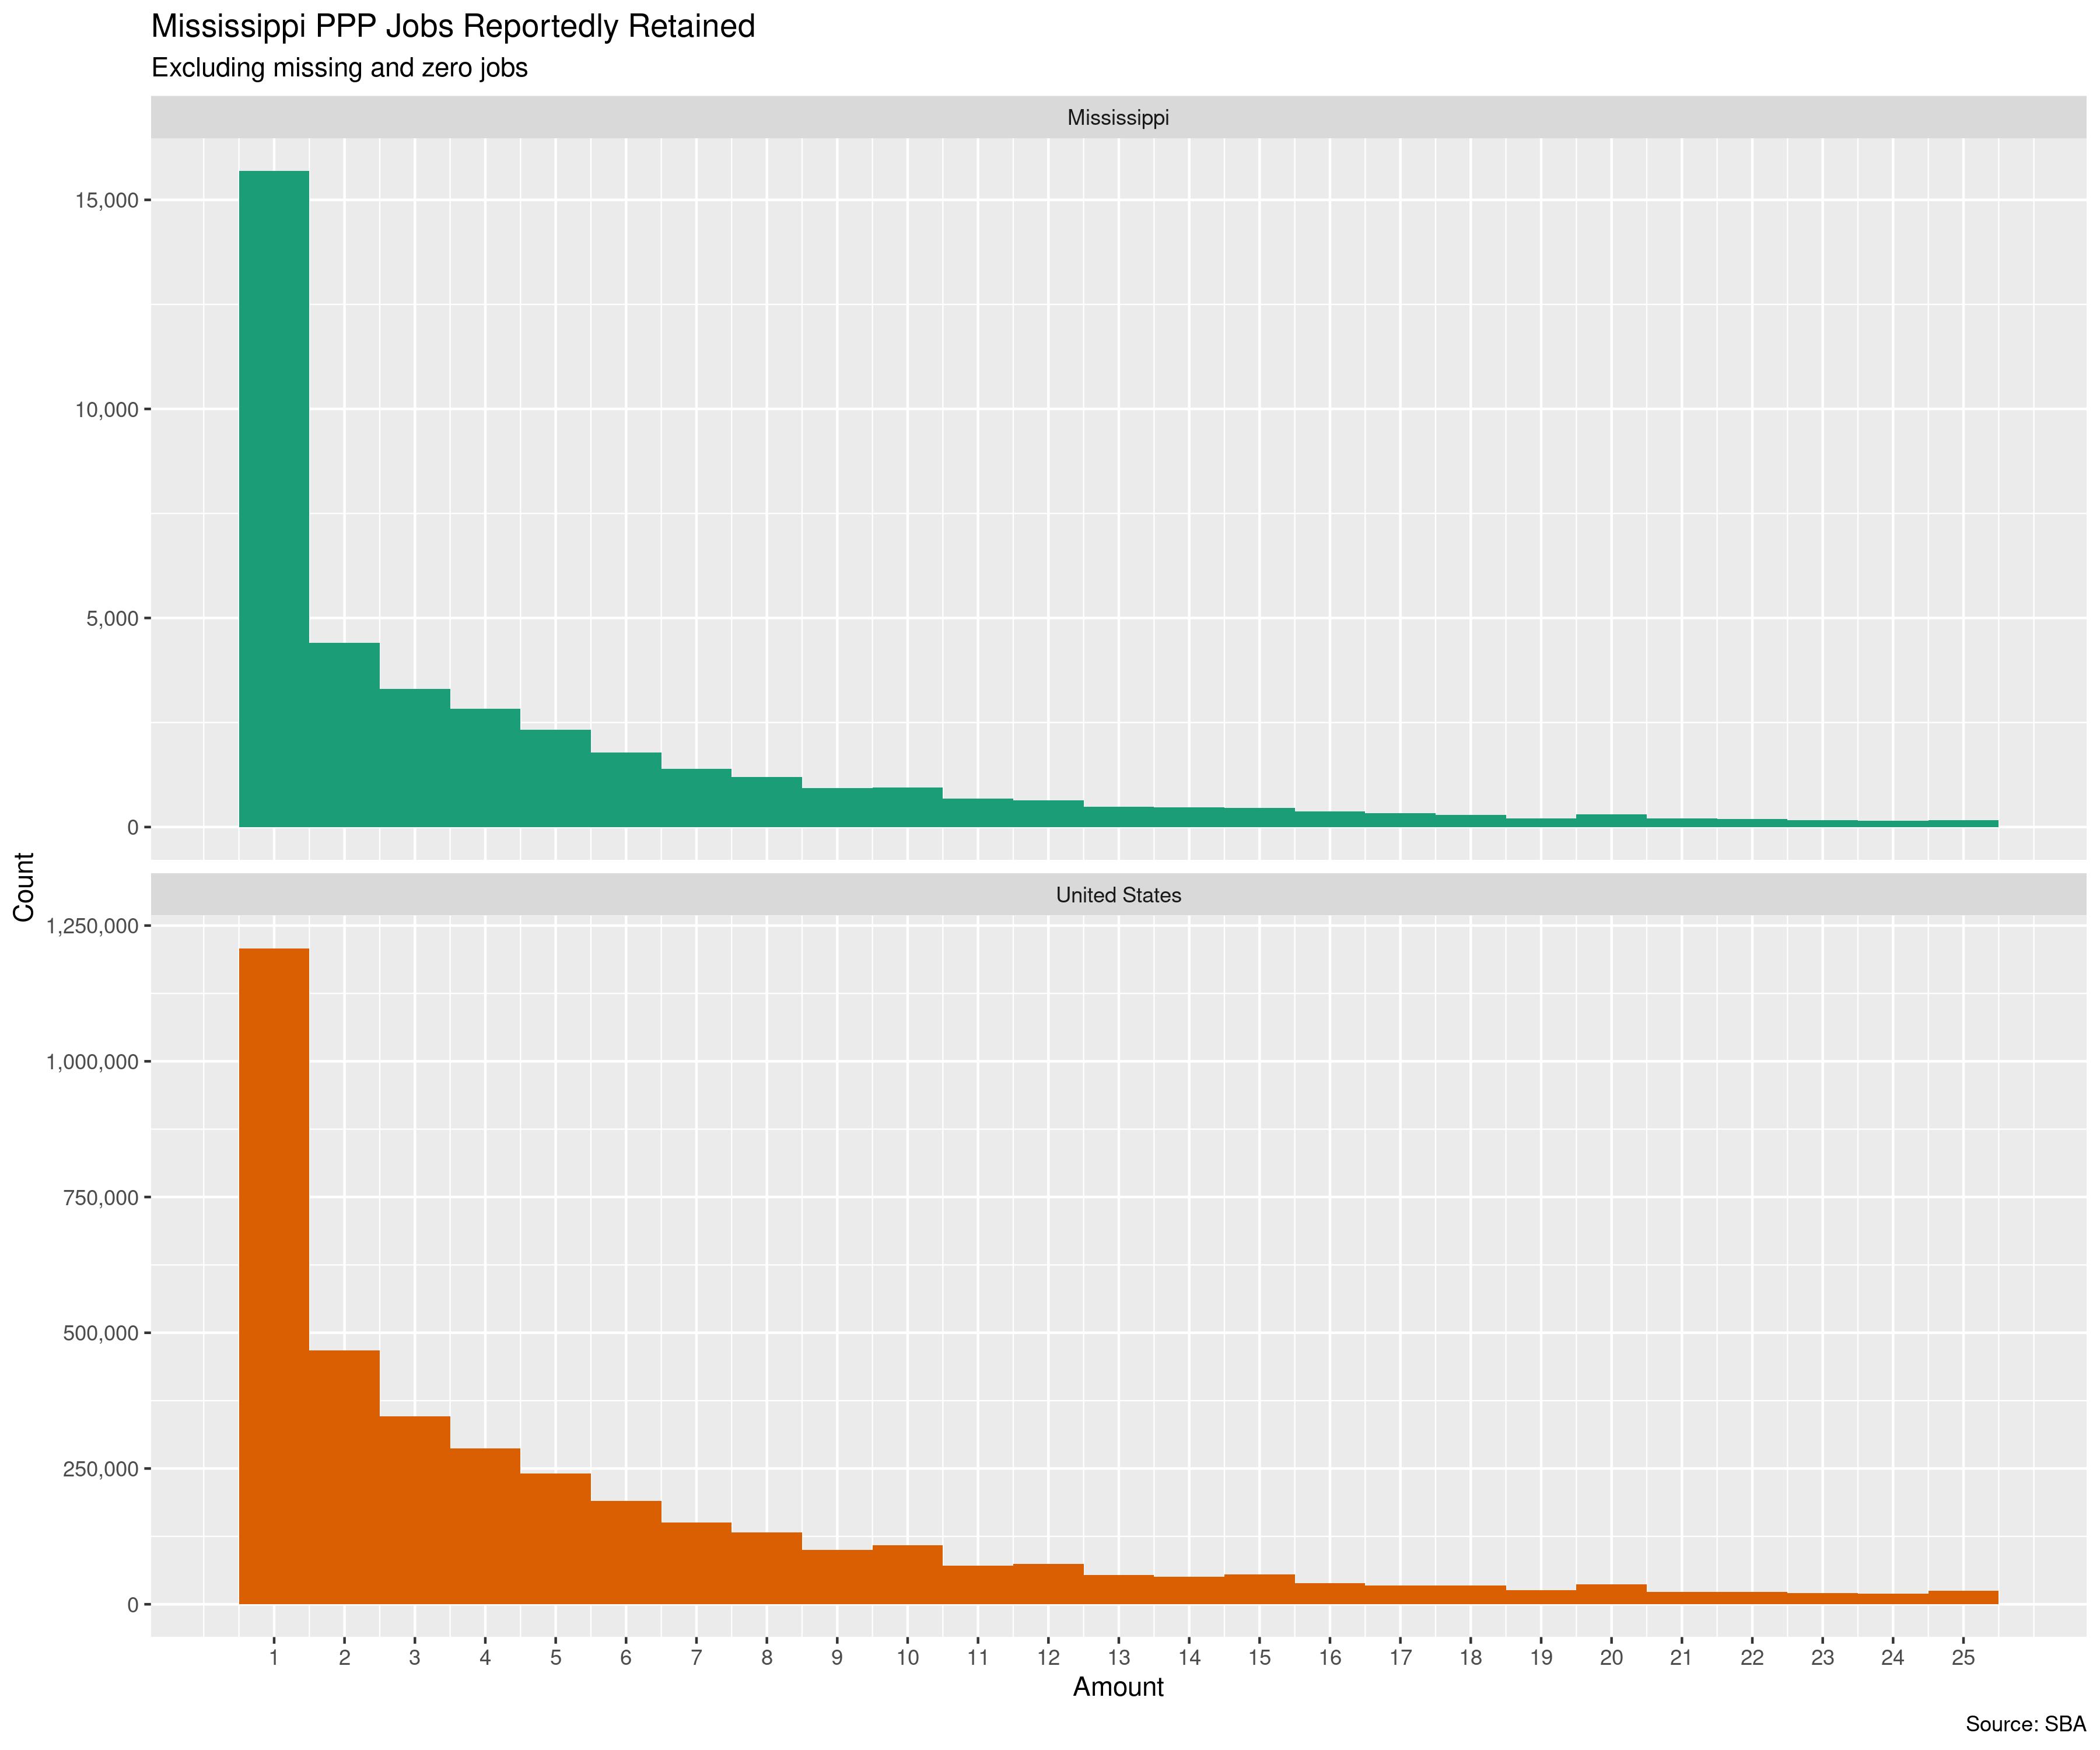 Mississippi PPP Jobs Reportedly Retained
Excluding missing and zero jobs
Mississippi
15,000
10,000
5,000
0
Count
United States
1,250,000
1,000,000
750,000
500,000
250,000
0
1 2 3 4 5 6 7 8 9 10 11 12 13 14 15 16 17 18 19 20 21 22 23 24 25
Amount
Source: SBA